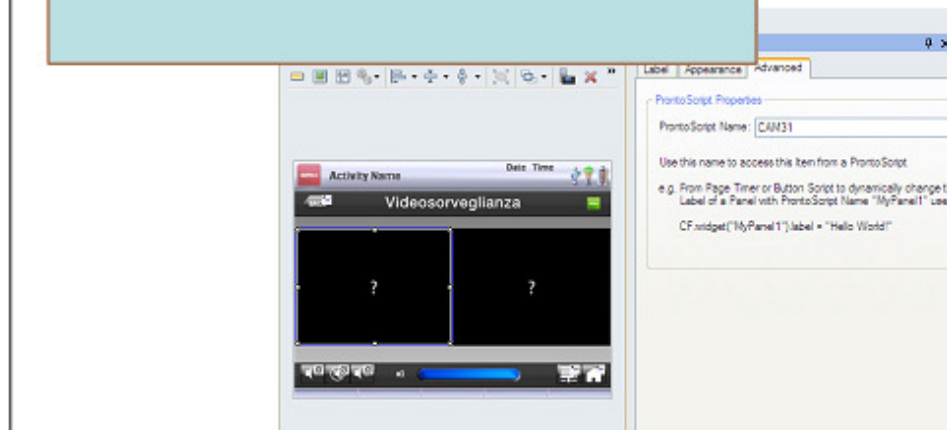 Label Appearance Advanced
ProntoScript Properties
ProntoScript Name: CAM31
Use this name to access this Item from a ProntoScript
e.g. From Page Timer or Button Script to dynamically change t
Label of a Panel with ProntoScript Name "MyPanel1" use
CF.widget("MyPanel1").label = "Hello World!"
Activity Name
Date Time
Videosorveglianza
?
?